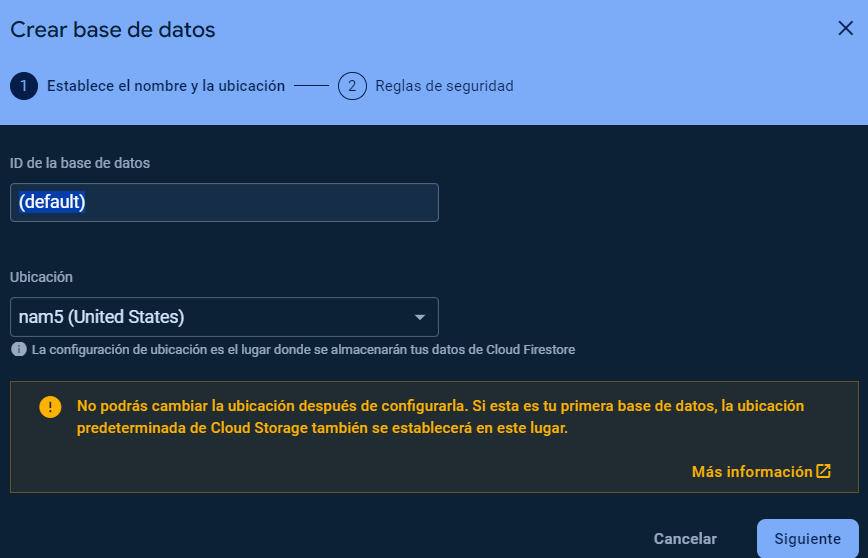 Crear base de datos
1 Establece el nombre y la ubicación 2 Reglas de seguridad
ID de la base de datos
(default)
Ubicación
nam5 (United States)
La configuración de ubicación es el lugar donde se almacenarán tus datos de Cloud Firestore
No podrás cambiar la ubicación después de configurarla. Si esta es tu primera base de datos, la ubicación
predeterminada de Cloud Storage también se establecerá en este lugar.
Más información
Cancelar Siguiente